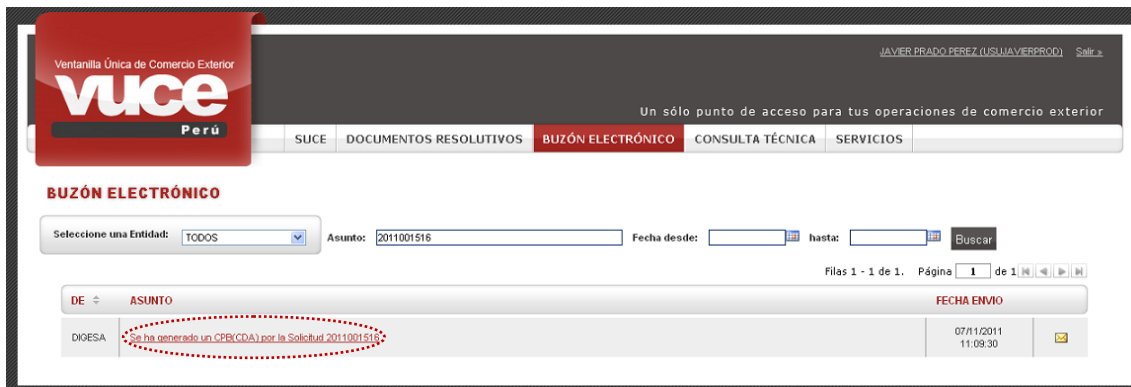 JAVIER PRADO PEREZ (USUJAVIERPROD) Salir »
Ventanilla Única de Comercio Exterior
vuce
Perú
Un sólo punto de acceso para tus operaciones de comercio exterior
SUCE DOCUMENTOS RESOLUTIVOS BUZÓN ELECTRÓNICO CONSULTA TÉCNICA SERVICIOS
BUZÓN ELECTRÓNICO
Seleccione una Entidad: TODOS Asunto: 2011001516 Fecha desde: hasta: Buscar
Filas 1 - 1 de 1. Página 1 de 1
DE ASUNTO FECHA ENVIO
DIGESA Se ha generado un CPB(CDA) por la Solicitud 2011001516 07/11/2011
11:09:30